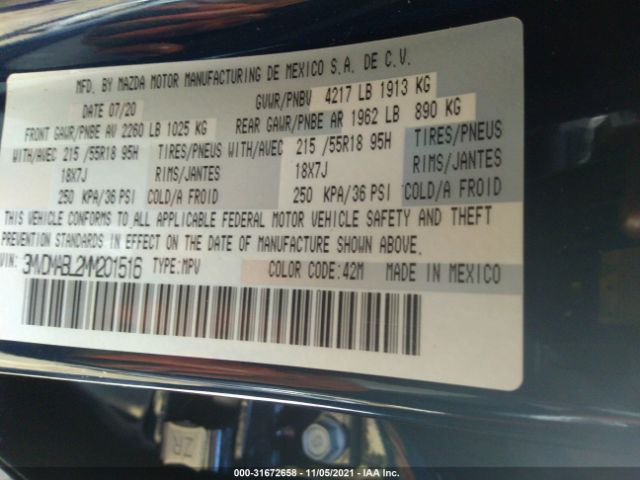 MFD. BY MAZDA MOTOR MANUFACTURING DE MEXICO S.A. DE C.V.
DATE 07/20 GVWR/PNBV 4217 LB 1913 KG
FRONT GAWR/PNBE AV 2260 LB 1025 KG REAR GAWR/PNBE AR 1962 LB 890 KG
WITH/AVEC 215 /55R18 95H TIRES/PNEUS WITH/AVEC 215 /55R18 95H TIRES/PNEUS
18X7J RIMS/JANTES 18X7J RIMS/JANTES
250 KPA/36 PSI COLD/A FROID 250 KPA/36 PSI COLD/A FROID
THIS VEHICLE CONFORMS TO ALL APPLICABLE FEDERAL MOTOR VEHICLE SAFETY AND THEFT
PREVENTION STANDARDS IN EFFECT ON THE DATE OF MANUFACTURE SHOWN ABOVE.
VIN: 3MVDMABL2MM201516 TYPE:MPV COLOR CODE:42M MADE IN MEXICO
ZR
000-31672658 - 11/05/2021 - IAA Inc.